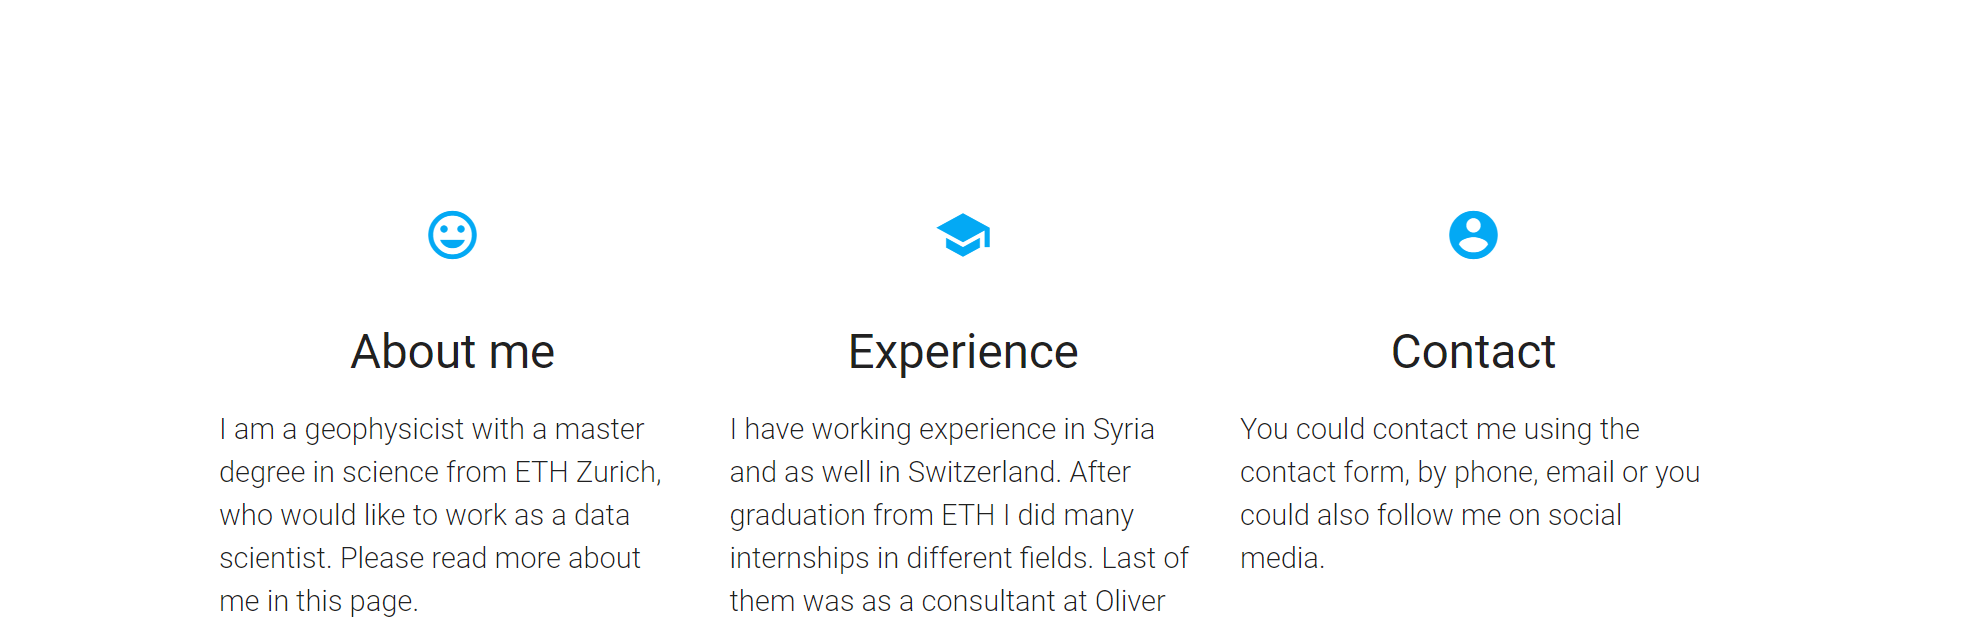 About me
I am a geophysicist with a master
degree in science from ETH Zurich,
who would like to work as a data
scientist. Please read more about
me in this page.
Experience
I have working experience in Syria
and as well in Switzerland. After
graduation from ETH I did many
internships in different fields. Last of
them was as a consultant at Oliver
Contact
You could contact me using the
contact form, by phone, email or you
could also follow me on social
media.